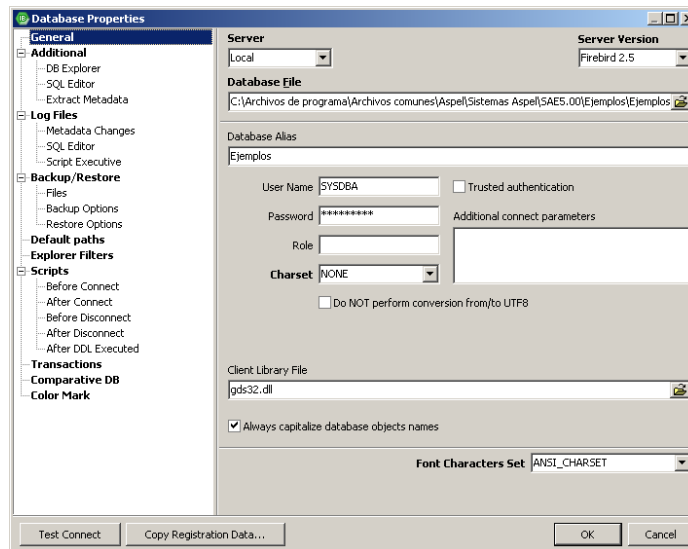 Database Properties
General
Additional
DB Explorer
SQL Editor
Extract Metadata
Log Files
Metadata Changes
SQL Editor
Script Executive
Backup/Restore
Files
Backup Options
Restore Options
Default paths
Explorer Filters
Scripts
Before Connect
After Connect
Before Disconnect
After Disconnect
After DDL Executed
Transactions
Comparative DB
Color Mark
Server
Server Version
Local
Firebird 2.5
Database File
C:\Archivos de programa\Archivos comunes\Aspel\Sistemas Aspel\SAE5.00\Ejemplos\Ejemplos
Database Alias
Ejemplos
User Name SYSDBA
Trusted authentication
Password *********
Additional connect parameters
Role
Charset NONE
Do NOT perform conversion from/to UTF8
Client Library File
gds32.dll
Always capitalize database objects names
Font Characters Set ANSI_CHARSET
Test Connect
Copy Registration Data...
OK
Cancel